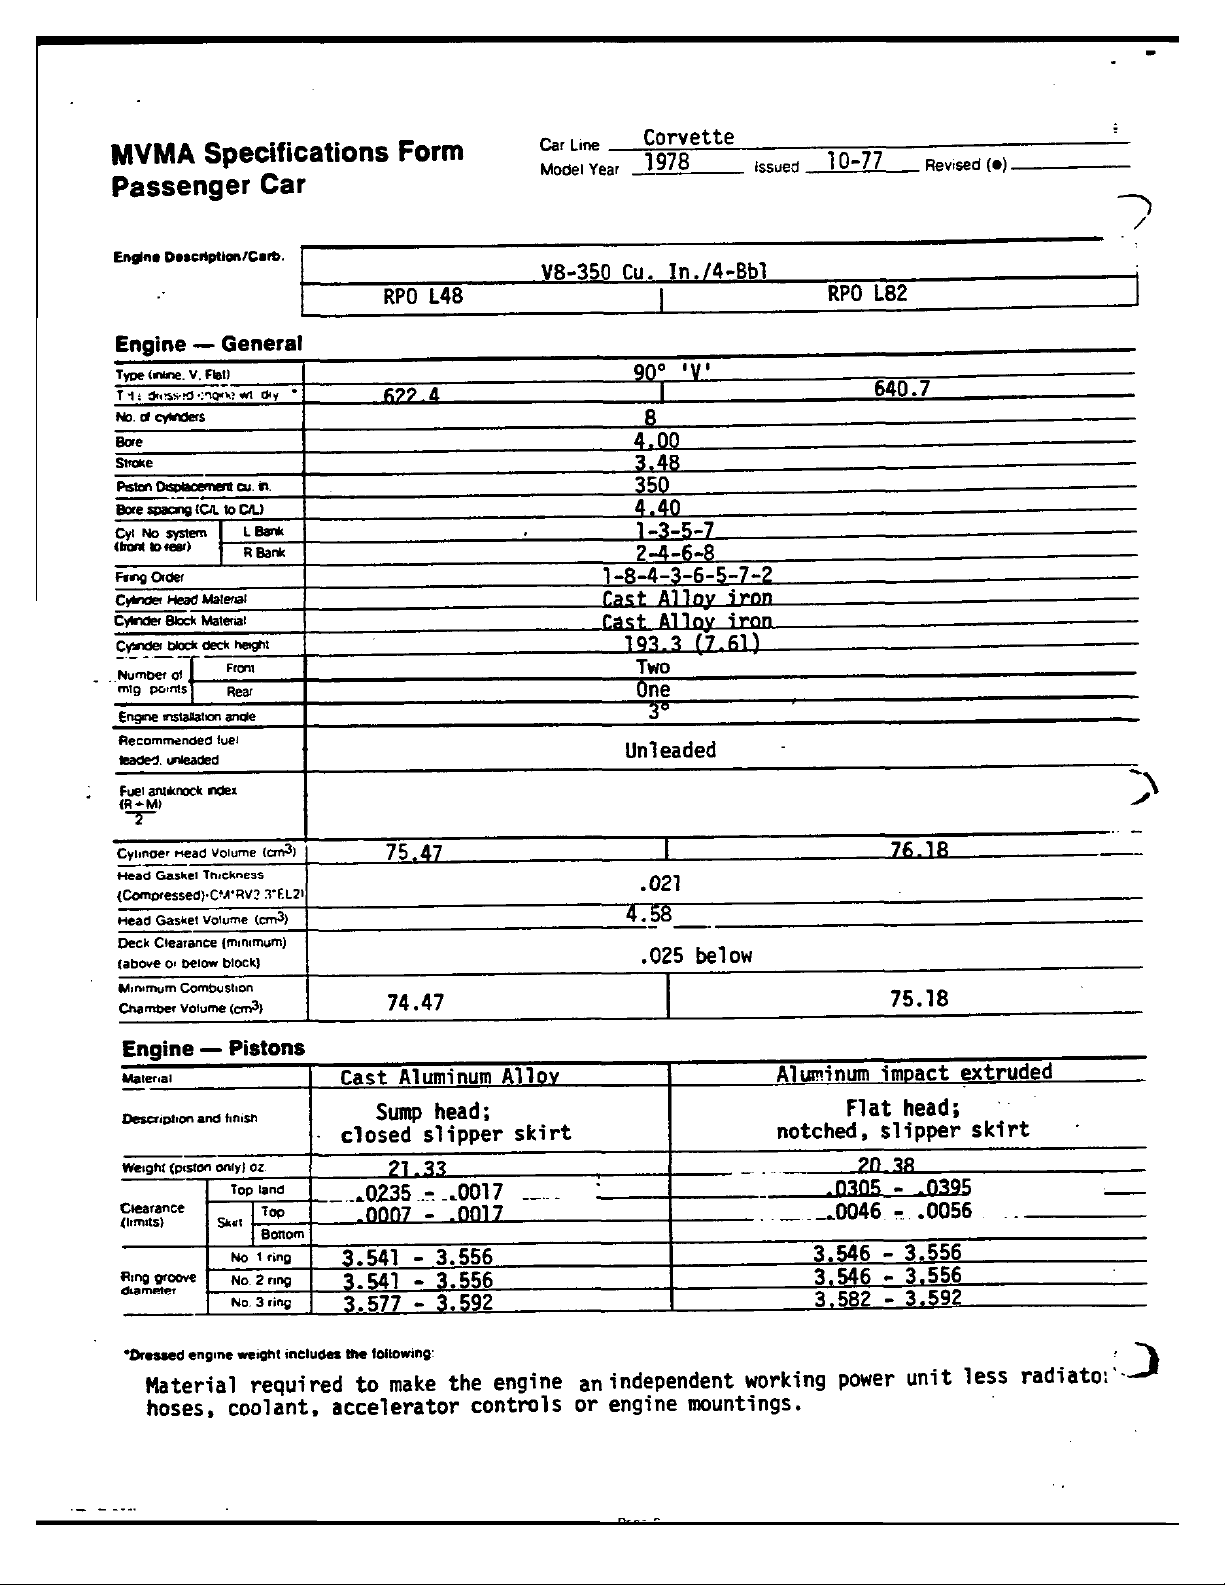 MVMA Specifications Form
Passenger Car
Car Line Corvette
Model Year 1978 Issued 10-77 Revised (●)
Engine Description/Carb.
V8-350 Cu. In./4-Bbl
RPO L48 RPO L82
Engine — General
Type (inline, V, Flat) 90° 'V'
dressed engine wt. dry * 622.4 640.7
No. of cylinders 8
Bore 4.00
Stroke 3.48
Piston Displacement cu. in. 350
Bore spacing (C/L to C/L) 4.40
Cyl No system (front to rear) L Bank 1-3-5-7
R Bank 2-4-6-8
Firing Order 1-8-4-3-6-5-7-2
Cylinder Head Material Cast Alloy iron
Cylinder Block Material Cast Alloy iron
Cylinder block deck height 193.3 (7.61)
Number of mtg points Front Two
Rear One
Engine installation angle 3°
Recommended fuel
leaded, unleaded Unleaded
Fuel antiknock index
(R + M)
2
Cylinder Head Volume (cm3) 75.47 76.18
Head Gasket Thickness
(Compressed) .021
Head Gasket Volume (cm3) 4.58
Deck Clearance (minimum)
(above or below block) .025 below
Minimum Combustion
Chamber Volume (cm3) 74.47 75.18
Engine — Pistons
Material Cast Aluminum Alloy Aluminum impact extruded
Description and finish Sump head; closed slipper skirt Flat head; notched, slipper skirt
Weight (piston only) oz. 21.33 20.38
Clearance (limits) Top land .0235 - .0017 .0305 - .0395
Skirt Top .0007 - .0017 .0046 - .0056
Bottom
Ring groove diameter No. 1 ring 3.541 - 3.556 3.546 - 3.556
No. 2 ring 3.541 - 3.556 3.546 - 3.556
No. 3 ring 3.577 - 3.592 3.582 - 3.592
*Dressed engine weight includes the following:
Material required to make the engine an independent working power unit less radiator
hoses, coolant, accelerator controls or engine mountings.